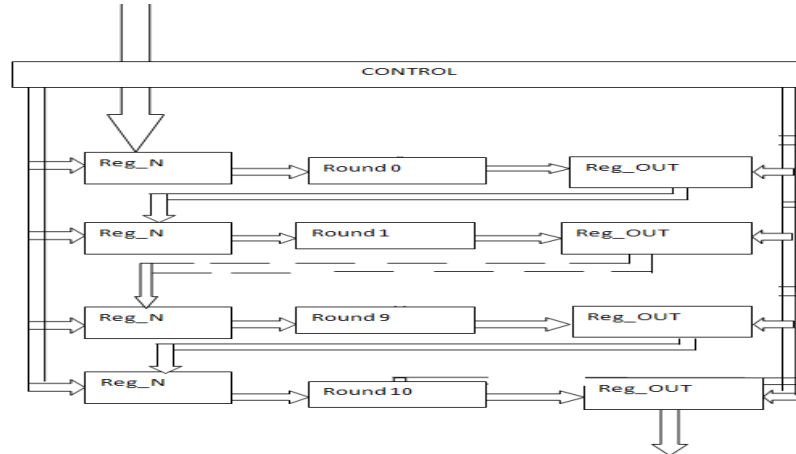 CONTROL
Reg_N
Round 0
Reg_OUT
Reg_N
Round 1
Reg_OUT
Reg_N
Round 9
Reg_OUT
Reg_N
Round 10
Reg_OUT